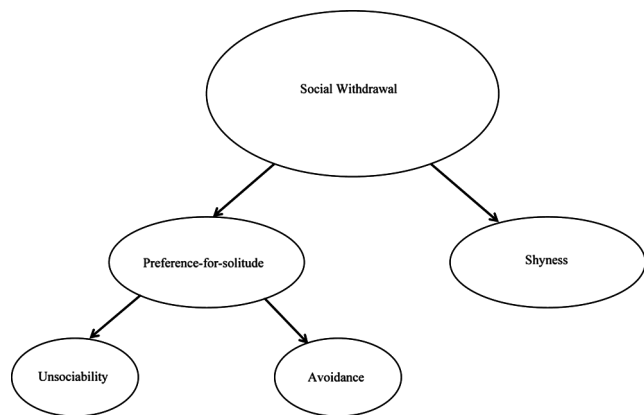 Social Withdrawal
Preference-for-solitude
Shyness
Unsociability
Avoidance